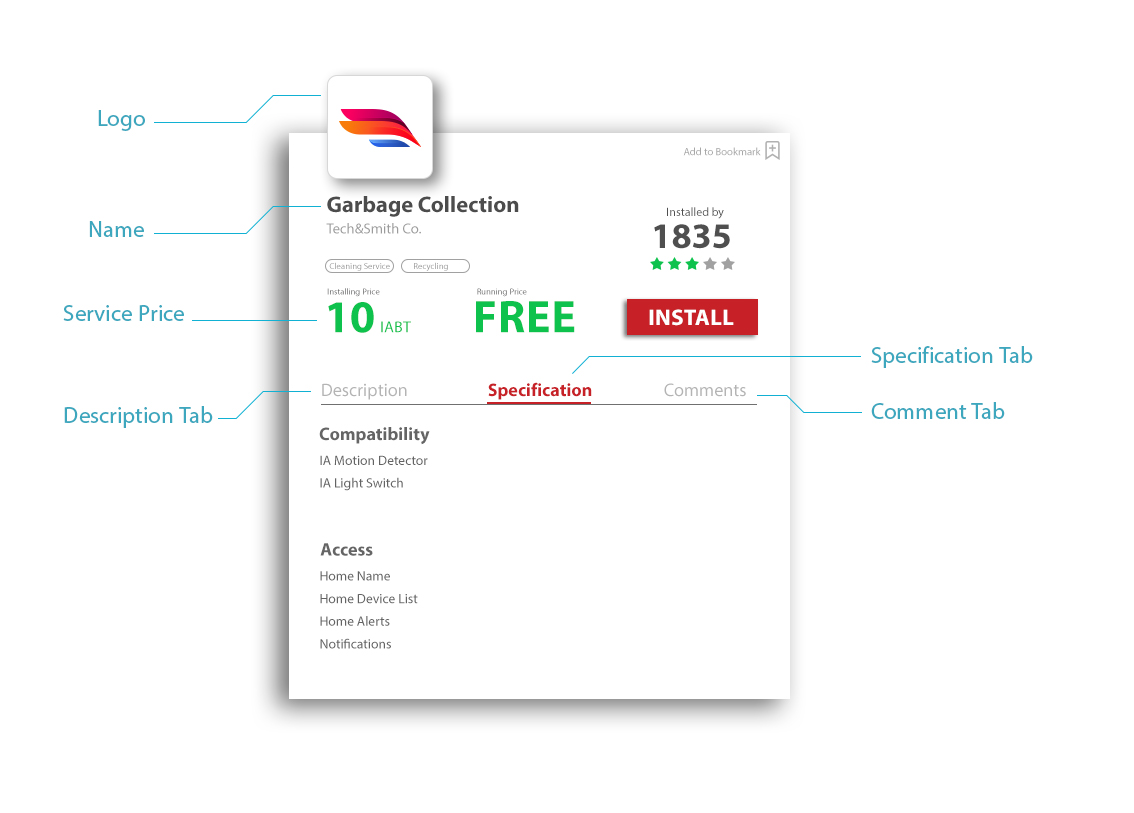 Logo
Add to Bookmark
Name
Garbage Collection
Tech&Smith Co.
Installed by
1835
Cleaning Service
Recycling
Service Price
Installing Price
10 IABT
Running Price
FREE
INSTALL
Specification Tab
Description Tab
Description
Specification
Comments
Comment Tab
Compatibility
IA Motion Detector
IA Light Switch
Access
Home Name
Home Device List
Home Alerts
Notifications